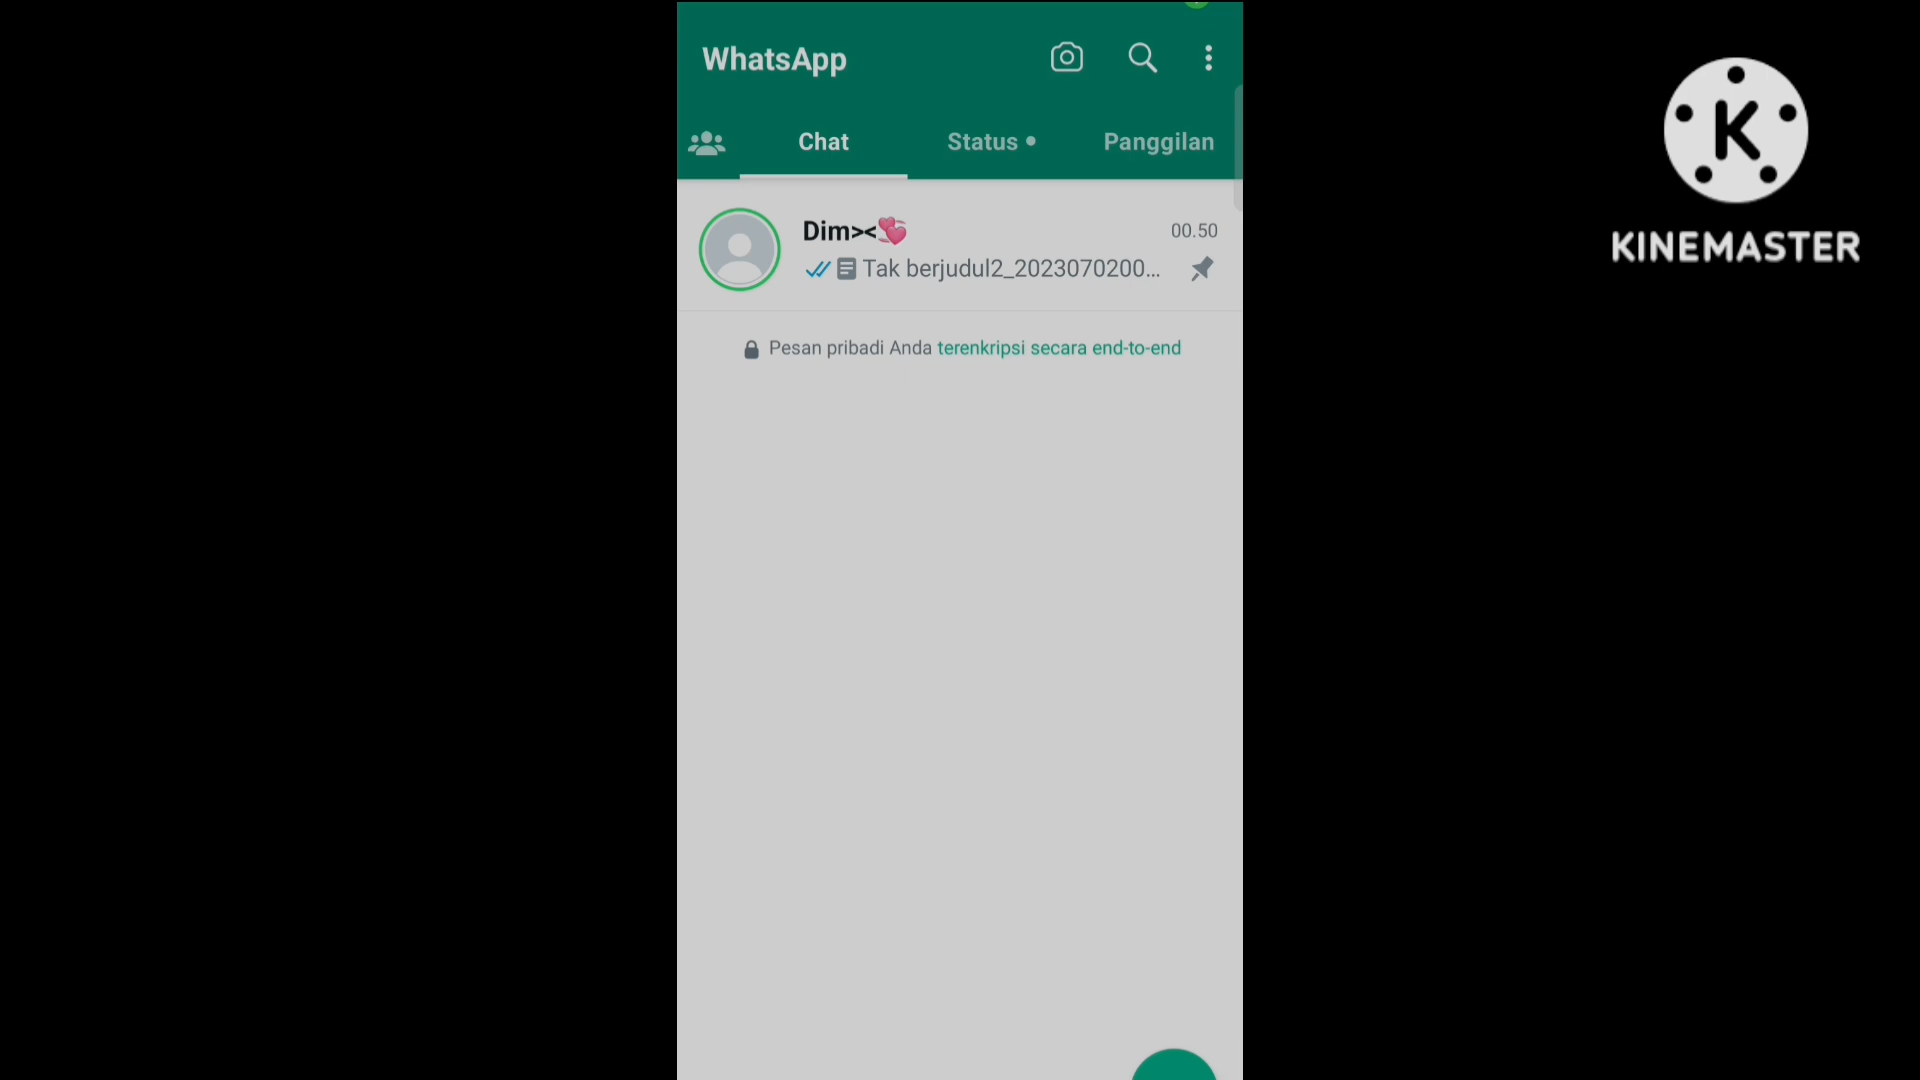 WhatsApp
Chat
Status
Panggilan
Dim><💞
00.50
Tak berjudul2_2023070200...
Pesan pribadi Anda terenkripsi secara end-to-end
K
KINEMASTER